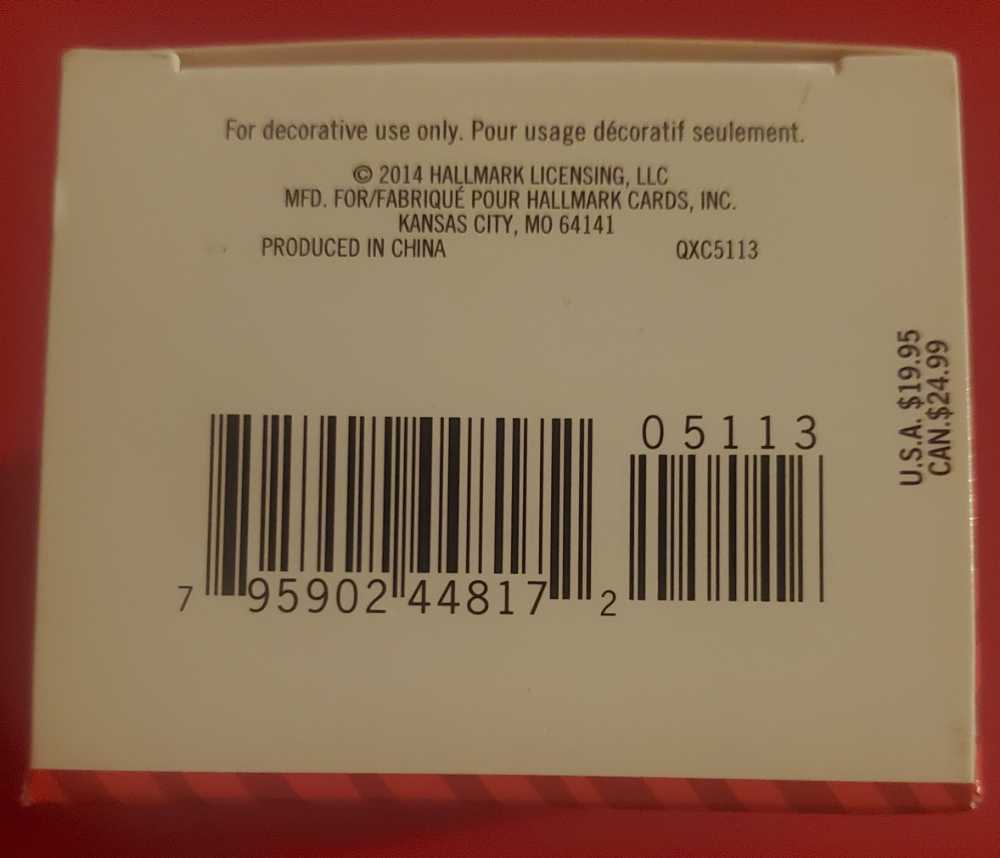 For decorative use only. Pour usage décoratif seulement.
© 2014 HALLMARK LICENSING, LLC
MFD. FOR/FABRIQUÉ POUR HALLMARK CARDS, INC.
KANSAS CITY, MO 64141
PRODUCED IN CHINA QXC5113
U.S.A. $19.95
CAN.$24.99
05113
7 95902 44817 2